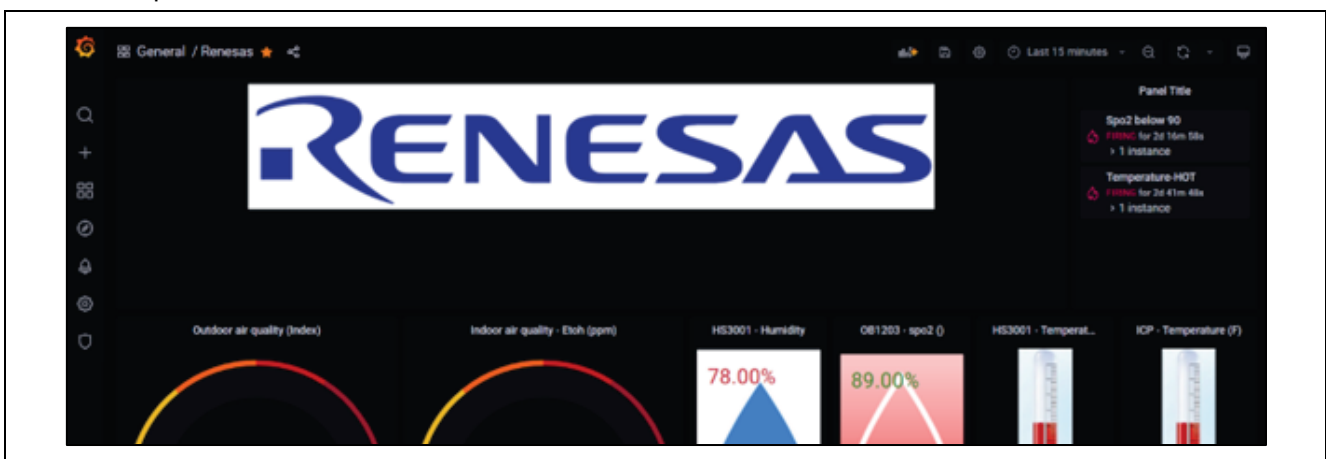 General / Renesas
Last 15 minutes
RENESAS
Panel Title
Spo2 below 90
FIRING for 2d 16m 58s
> 1 instance
Temperature-HOT
FIRING for 2d 41m 48s
> 1 instance
Outdoor air quality (Index)
Indoor air quality - Etoh (ppm)
HS3001 - Humidity
OB1203 - spo2 ()
HS3001 - Temperat...
ICP - Temperature (F)
78.00%
89.00%